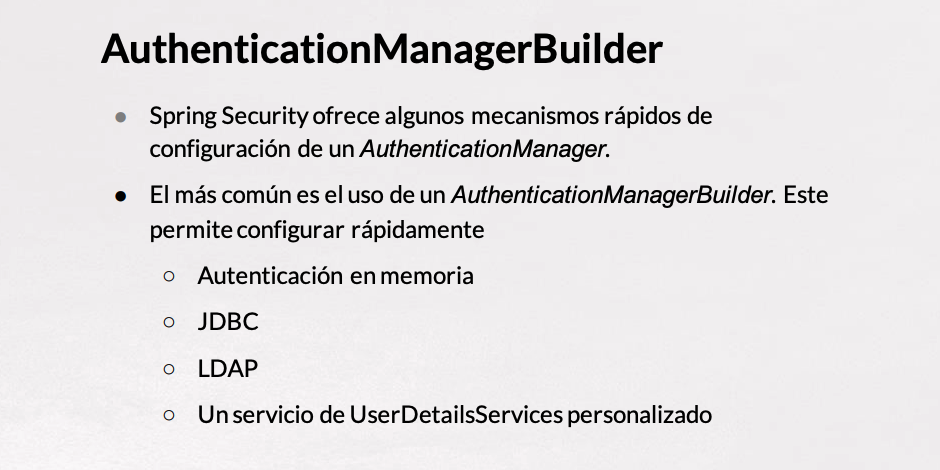 AuthenticationManagerBuilder
● Spring Security ofrece algunos mecanismos rápidos de
configuración de un AuthenticationManager.
● El más común es el uso de un AuthenticationManagerBuilder. Este
permite configurar rápidamente
○ Autenticación en memoria
○ JDBC
○ LDAP
○ Un servicio de UserDetailsServices personalizado